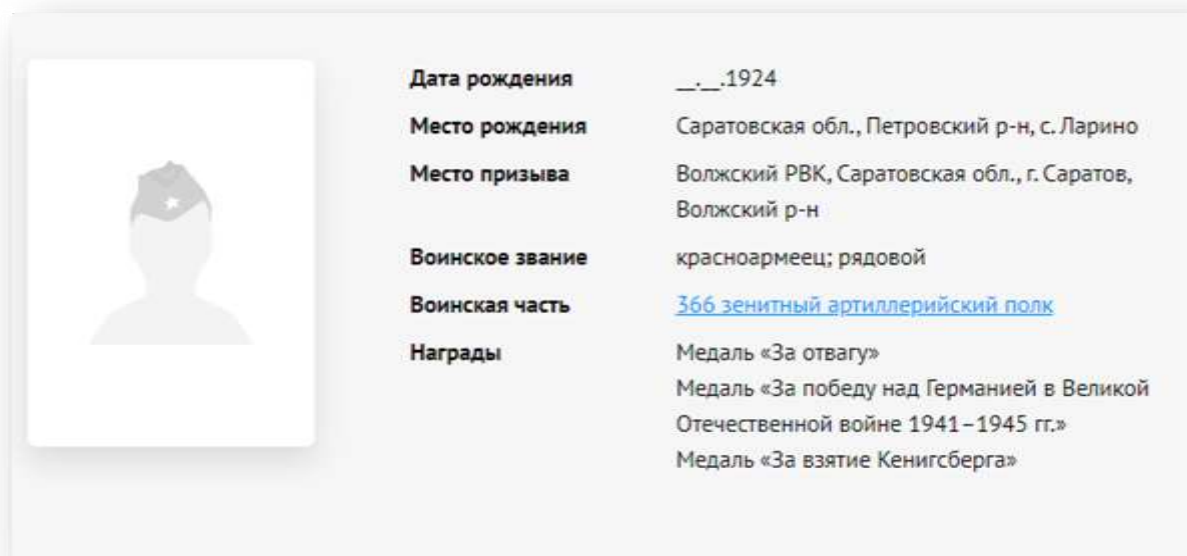 Дата рождения __.__.1924
Место рождения Саратовская обл., Петровский р-н, с. Ларино
Место призыва Волжский РВК, Саратовская обл., г. Саратов,
Волжский р-н
Воинское звание красноармеец; рядовой
Воинская часть 366 зенитный артиллерийский полк
Награды Медаль «За отвагу»
Медаль «За победу над Германией в Великой
Отечественной войне 1941–1945 гг.»
Медаль «За взятие Кенигсберга»